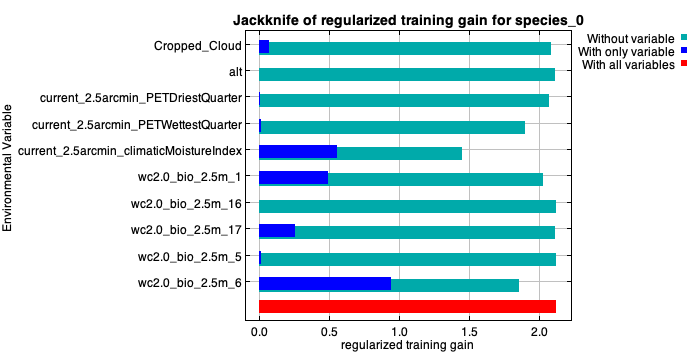 Jackknife of regularized training gain for species_0
Without variable
With only variable
With all variables
Environmental Variable
Cropped_Cloud
alt
current_2.5arcmin_PETDriestQuarter
current_2.5arcmin_PETWettestQuarter
current_2.5arcmin_climaticMoistureIndex
wc2.0_bio_2.5m_1
wc2.0_bio_2.5m_16
wc2.0_bio_2.5m_17
wc2.0_bio_2.5m_5
wc2.0_bio_2.5m_6
0.0 0.5 1.0 1.5 2.0
regularized training gain